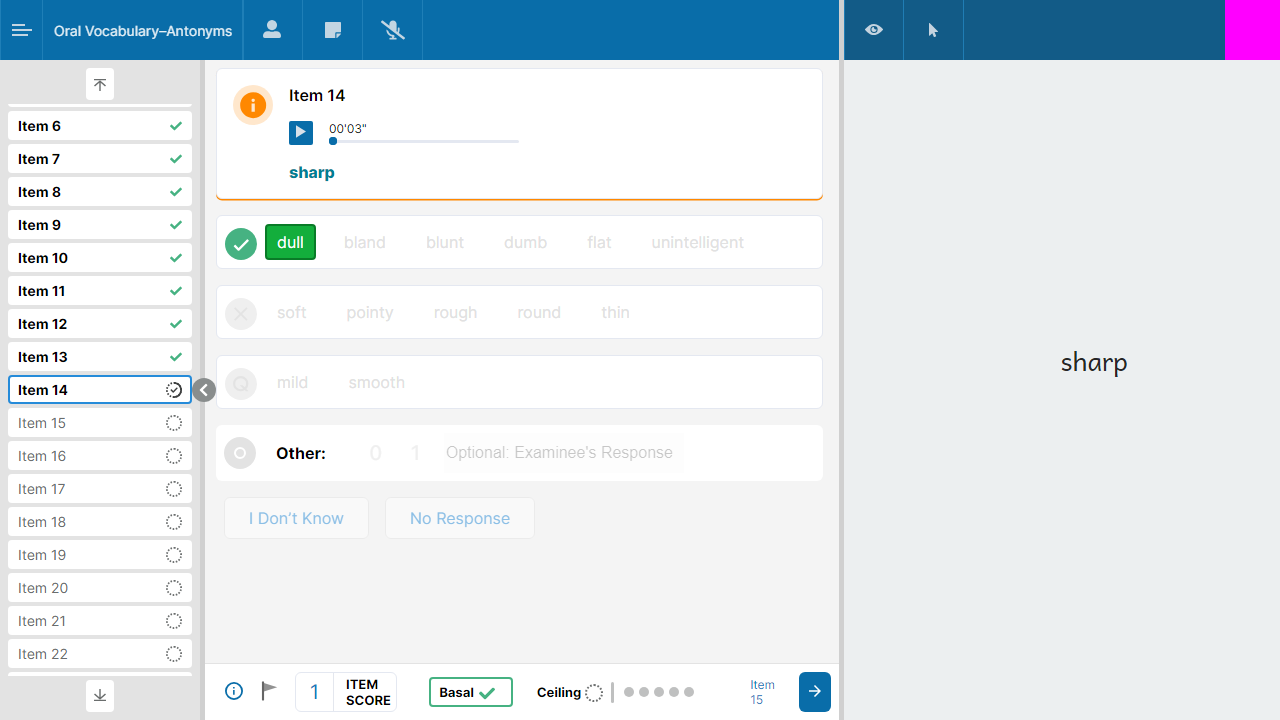 Oral Vocabulary–Antonyms
Item 6
Item 7
Item 8
Item 9
Item 10
Item 11
Item 12
Item 13
Item 14
Item 15
Item 16
Item 17
Item 18
Item 19
Item 20
Item 21
Item 22
Item 14
00'03"
sharp
dull bland blunt dumb flat unintelligent
soft pointy rough round thin
Q mild smooth
Other: 0 1 Optional: Examinee's Response
I Don't Know No Response
1 ITEM
SCORE
Basal
Ceiling
Item
15
sharp